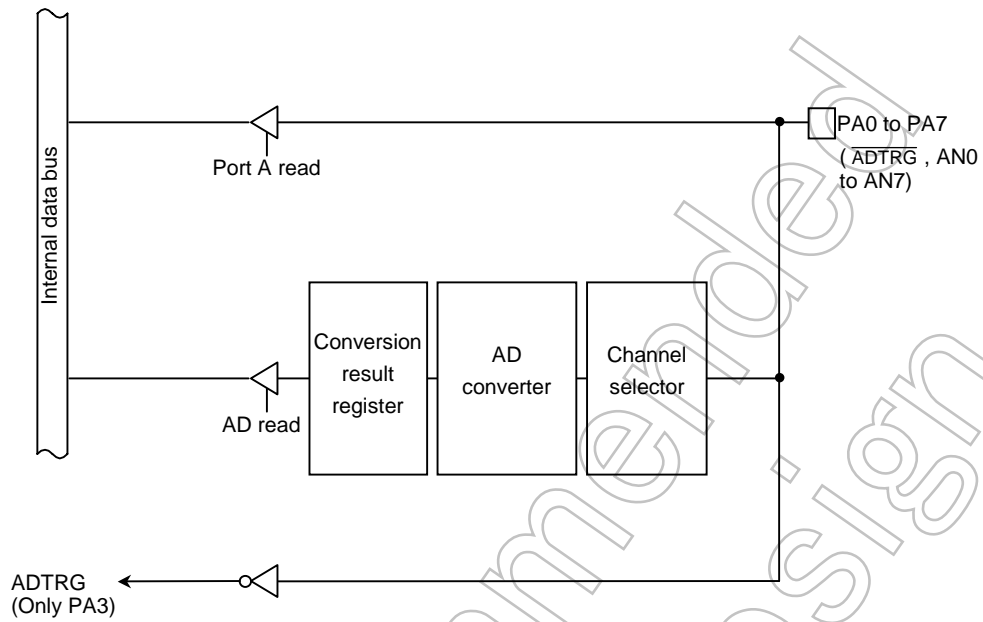 Internal data bus
Port A read
PA0 to PA7
( ADTRG , AN0
to AN7)
Conversion
result
register
AD
converter
Channel
selector
AD read
ADTRG
(Only PA3)